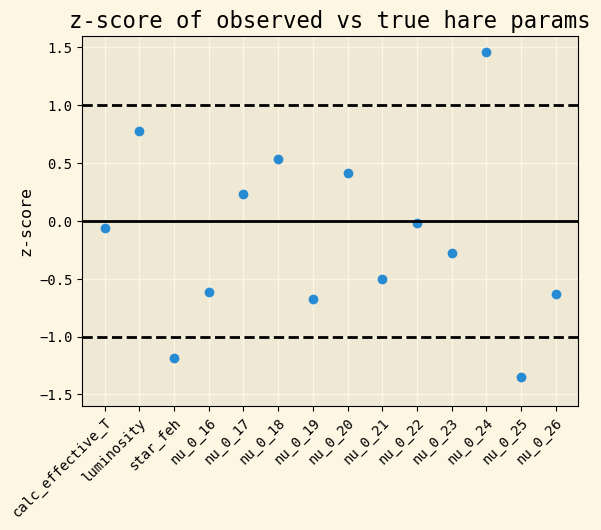 z-score of observed vs true hare params
z-score
1.5
1.0
0.5
0.0
−0.5
−1.0
−1.5
calc_effective_T
luminosity
star_feh
nu_0_16
nu_0_17
nu_0_18
nu_0_19
nu_0_20
nu_0_21
nu_0_22
nu_0_23
nu_0_24
nu_0_25
nu_0_26